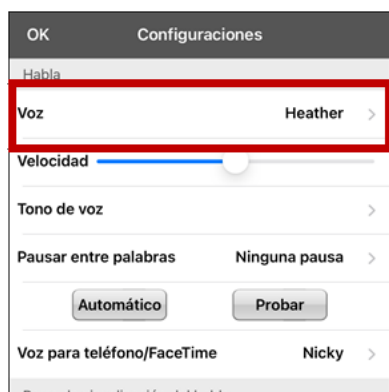 OK Configuraciones
Habla
Voz Heather
Velocidad
Tono de voz
Pausar entre palabras Ninguna pausa
Automático Probar
Voz para teléfono/FaceTime Nicky